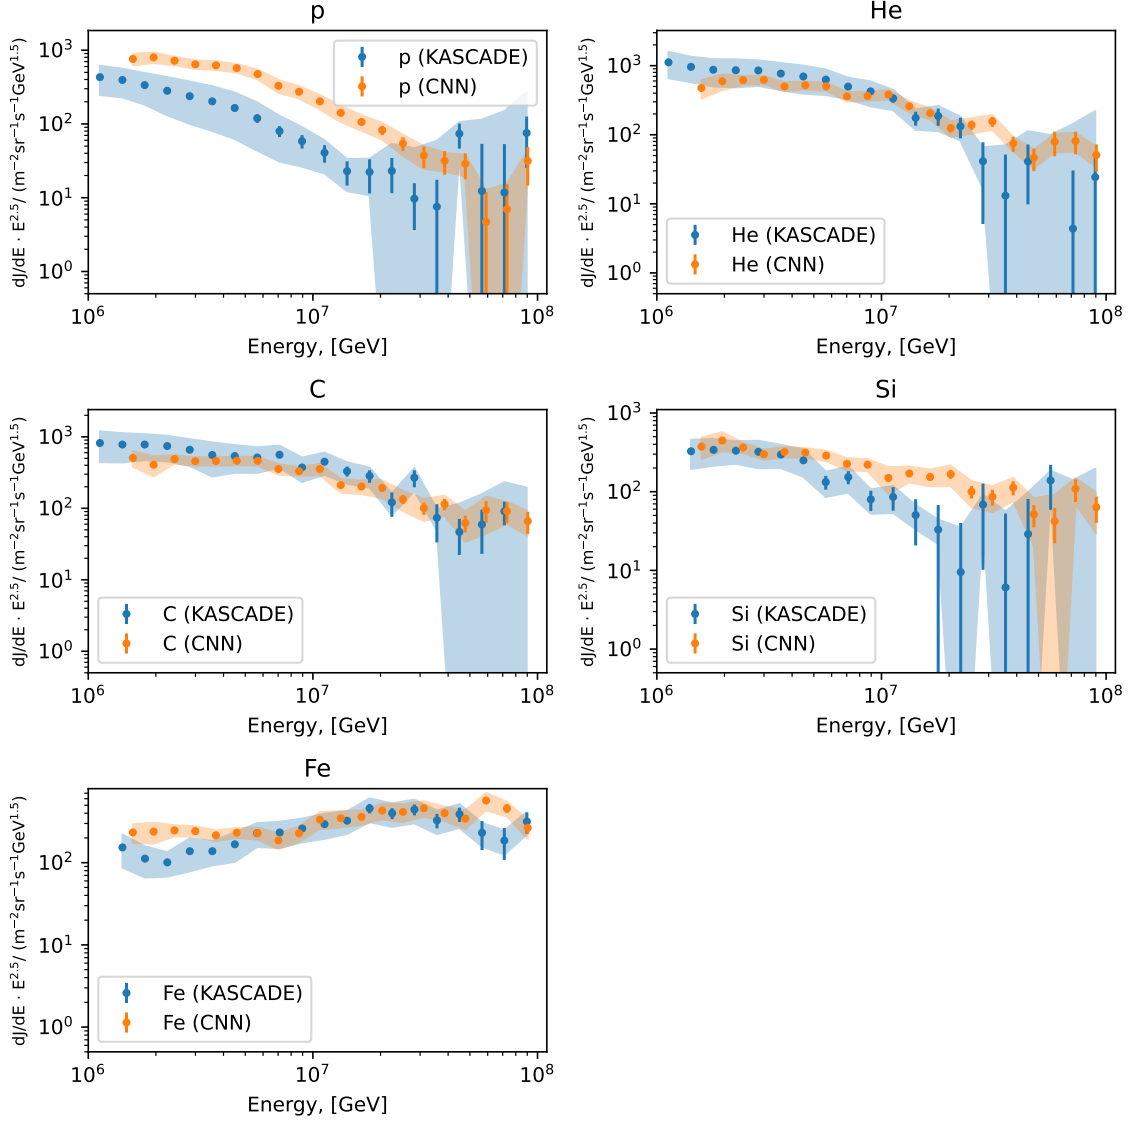 p
dJ/dE · E^2.5/ (m^−2sr^−1s^−1GeV^1.5)
10^3
10^2
10^1
10^0
p (KASCADE)
p (CNN)
10^6
10^7
10^8
Energy, [GeV]
He
dJ/dE · E^2.5/ (m^−2sr^−1s^−1GeV^1.5)
10^3
10^2
10^1
10^0
He (KASCADE)
He (CNN)
10^6
10^7
10^8
Energy, [GeV]
C
dJ/dE · E^2.5/ (m^−2sr^−1s^−1GeV^1.5)
10^3
10^2
10^1
10^0
C (KASCADE)
C (CNN)
10^6
10^7
10^8
Energy, [GeV]
Si
dJ/dE · E^2.5/ (m^−2sr^−1s^−1GeV^1.5)
10^3
10^2
10^1
10^0
Si (KASCADE)
Si (CNN)
10^6
10^7
10^8
Energy, [GeV]
Fe
dJ/dE · E^2.5/ (m^−2sr^−1s^−1GeV^1.5)
10^2
10^1
10^0
Fe (KASCADE)
Fe (CNN)
10^6
10^7
10^8
Energy, [GeV]